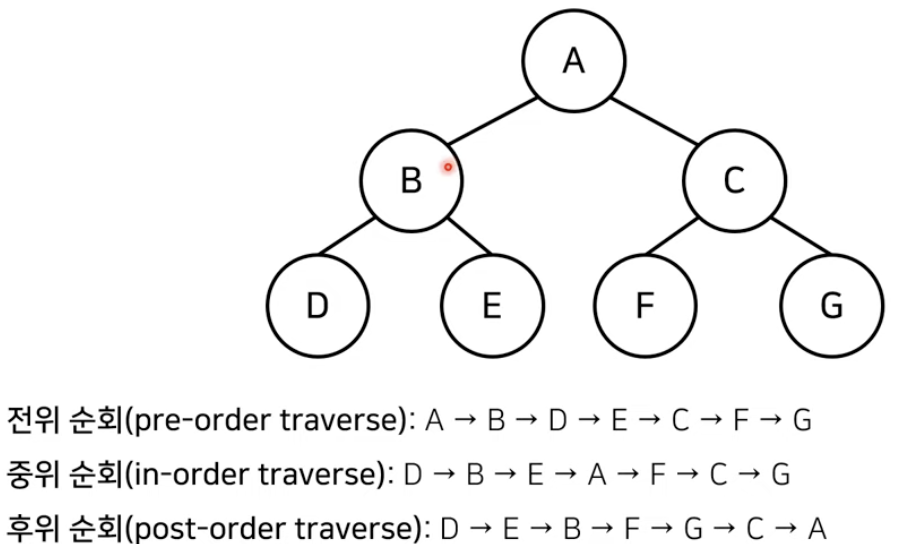 A
B
C
D
E
F
G
전위 순회(pre-order traverse): A → B → D → E → C → F → G
중위 순회(in-order traverse): D → B → E → A → F → C → G
후위 순회(post-order traverse): D → E → B → F → G → C → A